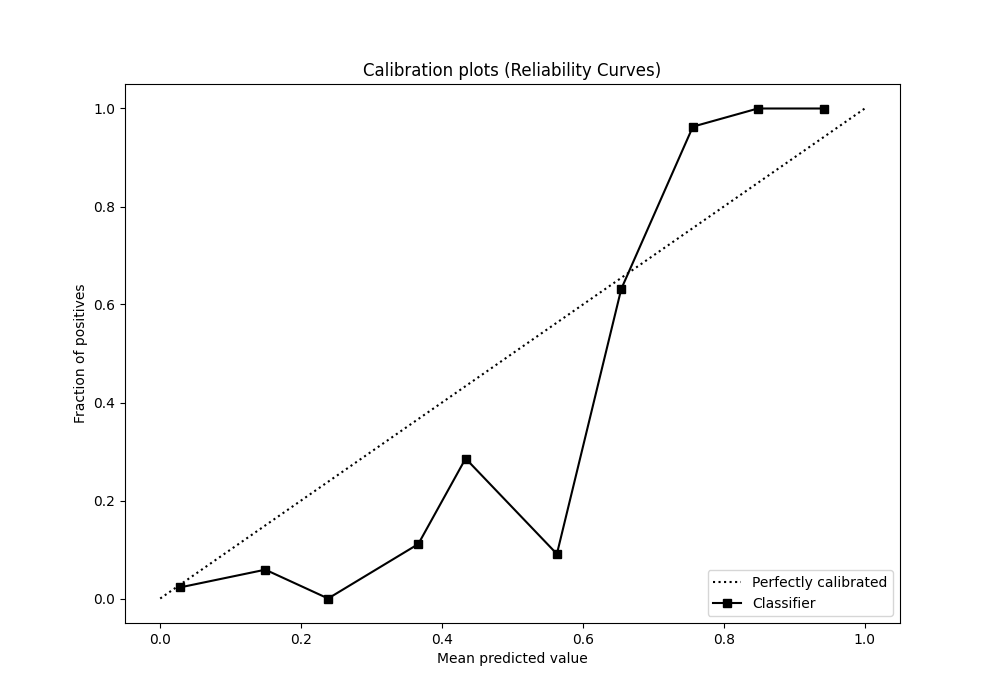 Calibration plots (Reliability Curves)
1.0
0.8
0.6
0.4
0.2
0.0
Fraction of positives
0.0 0.2 0.4 0.6 0.8 1.0
Mean predicted value
Perfectly calibrated
Classifier